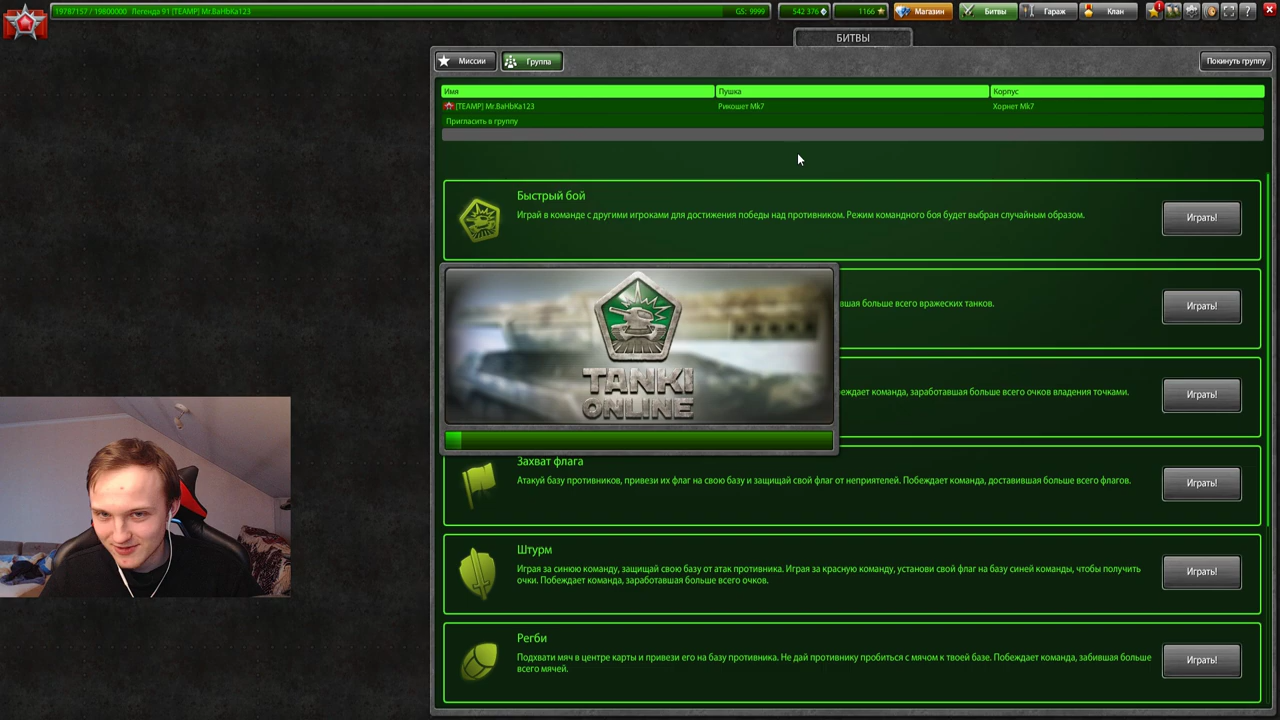 19787157 / 19800000 Легенда 91 [TEAMP] Mr.BaHbKa123
GS: 9999
542 376
1166
Магазин
Битвы
Гараж
Клан
БИТВЫ
Миссии
Группа
Покинуть группу
Имя
Пушка
Корпус
[TEAMP] Mr.BaHbKa123
Рикошет Mk7
Хорнет Mk7
Пригласить в группу
Быстрый бой
Играй в команде с другими игроками для достижения победы над противником. Режим командного боя будет выбран случайным образом.
Играть!
вшая больше всего вражеских танков.
Играть!
TANKI
ONLINE
еждает команда, заработавшая больше всего очков владения точками.
Играть!
Захват флага
Атакуй базу противников, привези их флаг на свою базу и защищай свой флаг от неприятелей. Побеждает команда, доставившая больше всего флагов.
Играть!
Штурм
Играя за синюю команду, защищай свою базу от атак противника. Играя за красную команду, установи свой флаг на базу синей команды, чтобы получить
очки. Побеждает команда, заработавшая больше всего очков.
Играть!
Регби
Подхвати мяч в центре карты и привези его на базу противника. Не дай противнику пробиться с мячом к твоей базе. Побеждает команда, забившая больше
всего мячей.
Играть!